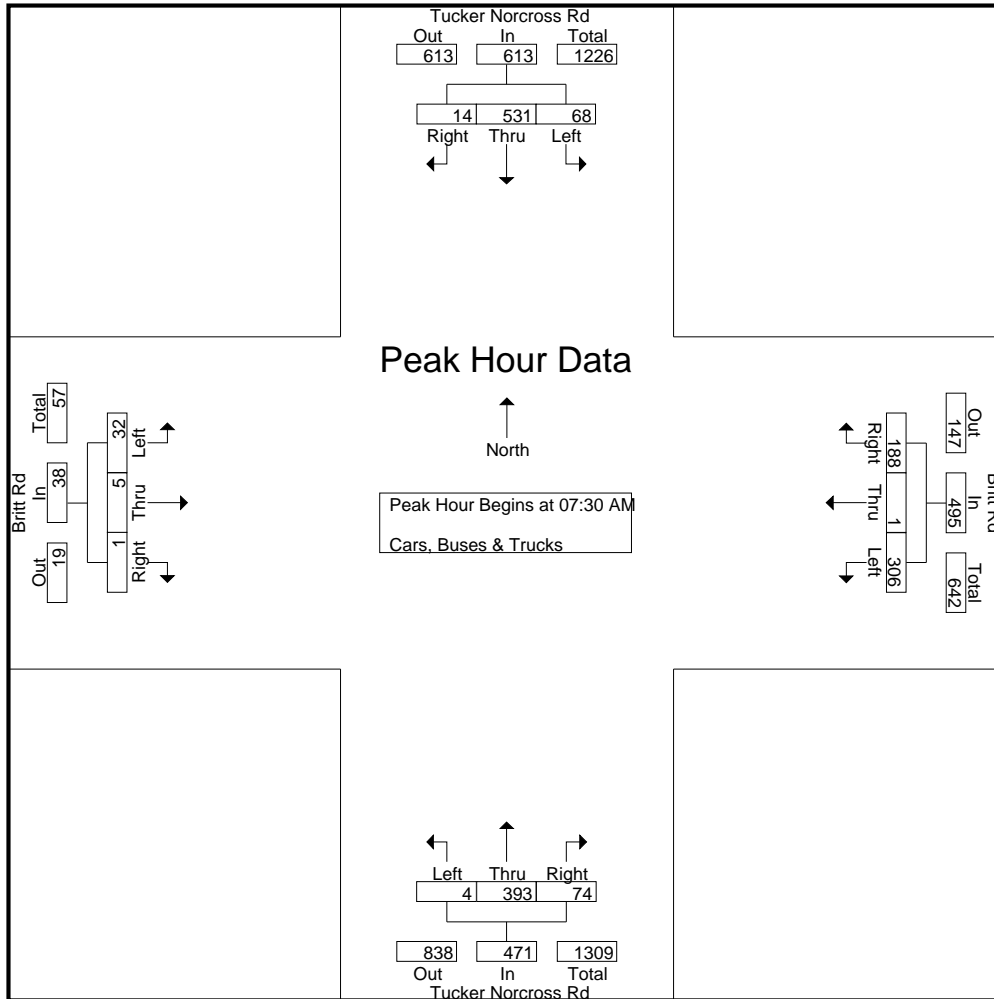 Tucker Norcross Rd
Out In Total
613 613 1226
14 531 68
Right Thru Left
Peak Hour Data
North
Peak Hour Begins at 07:30 AM
Cars, Buses & Trucks
Britt Rd
Total In Out
57 38 19
32 5 1
Left Thru Right
Right Thru Left
188 1 306
Out In Total
147 495 642
Britt Rd
Left Thru Right
4 393 74
838 471 1309
Out In Total
Tucker Norcross Rd